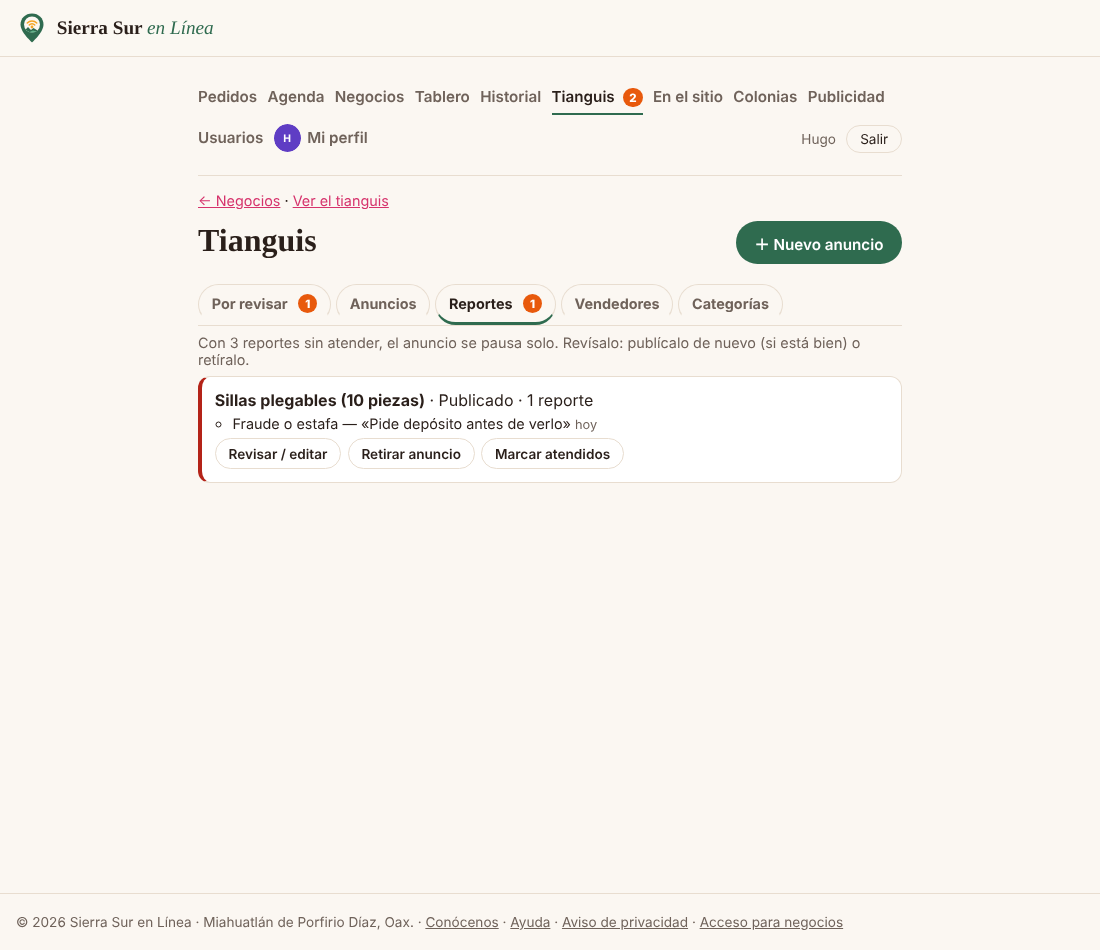 Sierra Sur en Línea
Pedidos Agenda Negocios Tablero Historial Tianguis 2 En el sitio Colonias Publicidad
Usuarios H Mi perfil Hugo Salir
← Negocios · Ver el tianguis
Tianguis + Nuevo anuncio
Por revisar 1 Anuncios Reportes 1 Vendedores Categorías
Con 3 reportes sin atender, el anuncio se pausa solo. Revísalo: publícalo de nuevo (si está bien) o
retíralo.
Sillas plegables (10 piezas) · Publicado · 1 reporte
Fraude o estafa — «Pide depósito antes de verlo» hoy
Revisar / editar Retirar anuncio Marcar atendidos
© 2026 Sierra Sur en Línea · Miahuatlán de Porfirio Díaz, Oax. · Conócenos · Ayuda · Aviso de privacidad · Acceso para negocios